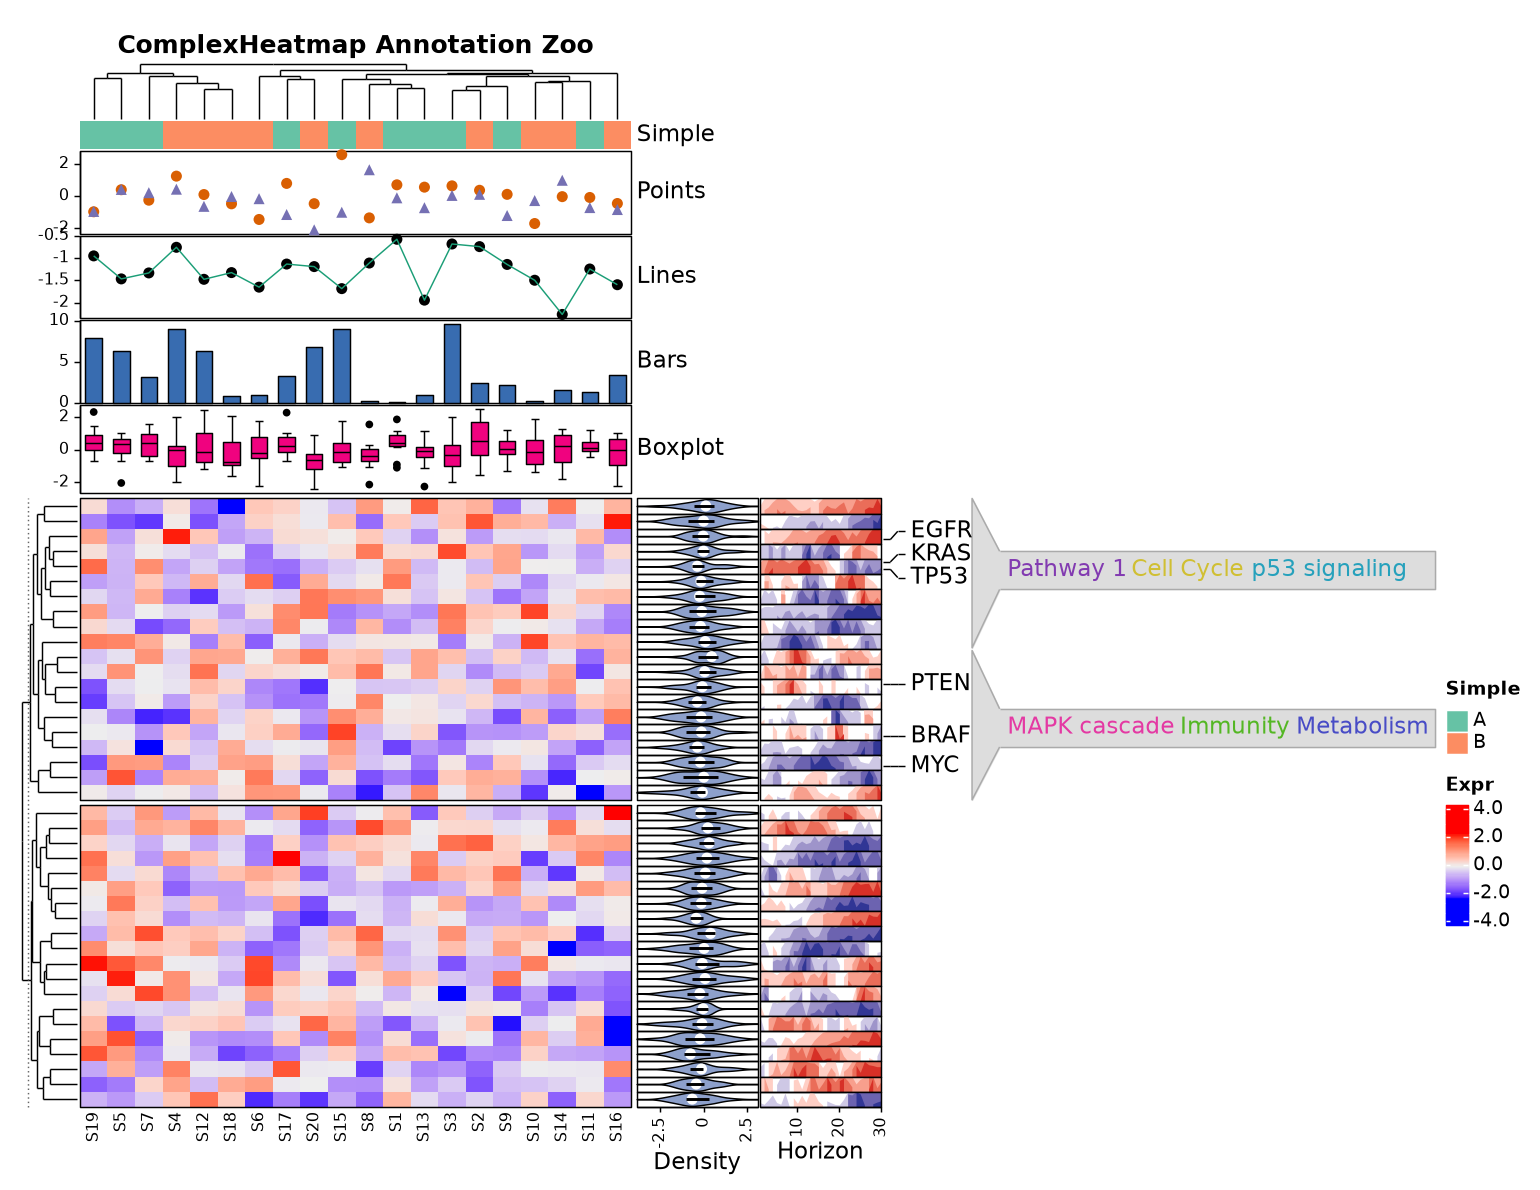 ComplexHeatmap Annotation Zoo
Simple
2
0
-2
Points
-0.5
-1
-1.5
-2
Lines
10
5
0
Bars
2
0
-2
Boxplot
EGFR
KRAS
TP53
PTEN
BRAF
MYC
Pathway 1 Cell Cycle p53 signaling
MAPK cascade Immunity Metabolism
Simple
A
B
Expr
4.0
2.0
0.0
-2.0
-4.0
S19 S5 S7 S4 S12 S18 S6 S17 S20 S15 S8 S1 S13 S3 S2 S9 S10 S14 S11 S16
-2.5 0 2.5
Density
10 20 30
Horizon